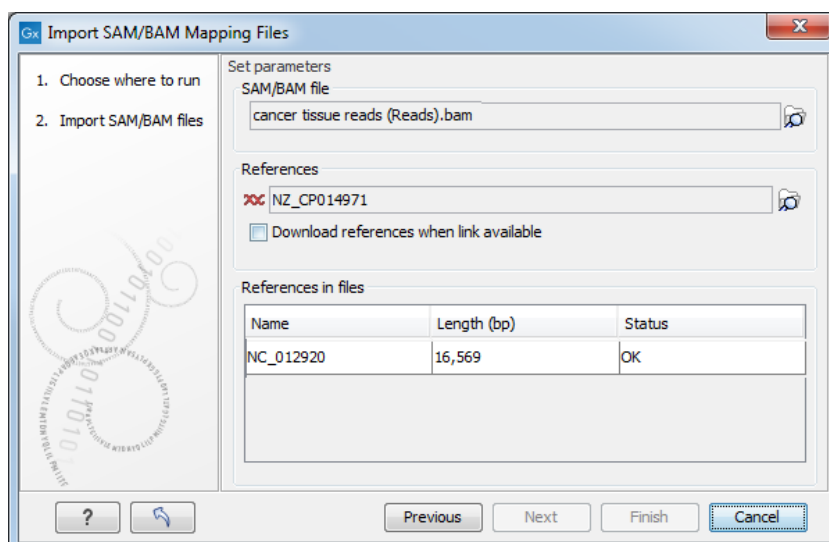 Gx Import SAM/BAM Mapping Files
X
1. Choose where to run
2. Import SAM/BAM files
Set parameters
SAM/BAM file
cancer tissue reads (Reads).bam
References
NZ_CP014971
Download references when link available
References in files
Name Length (bp) Status
NC_012920 16,569 OK
? Previous Next Finish Cancel